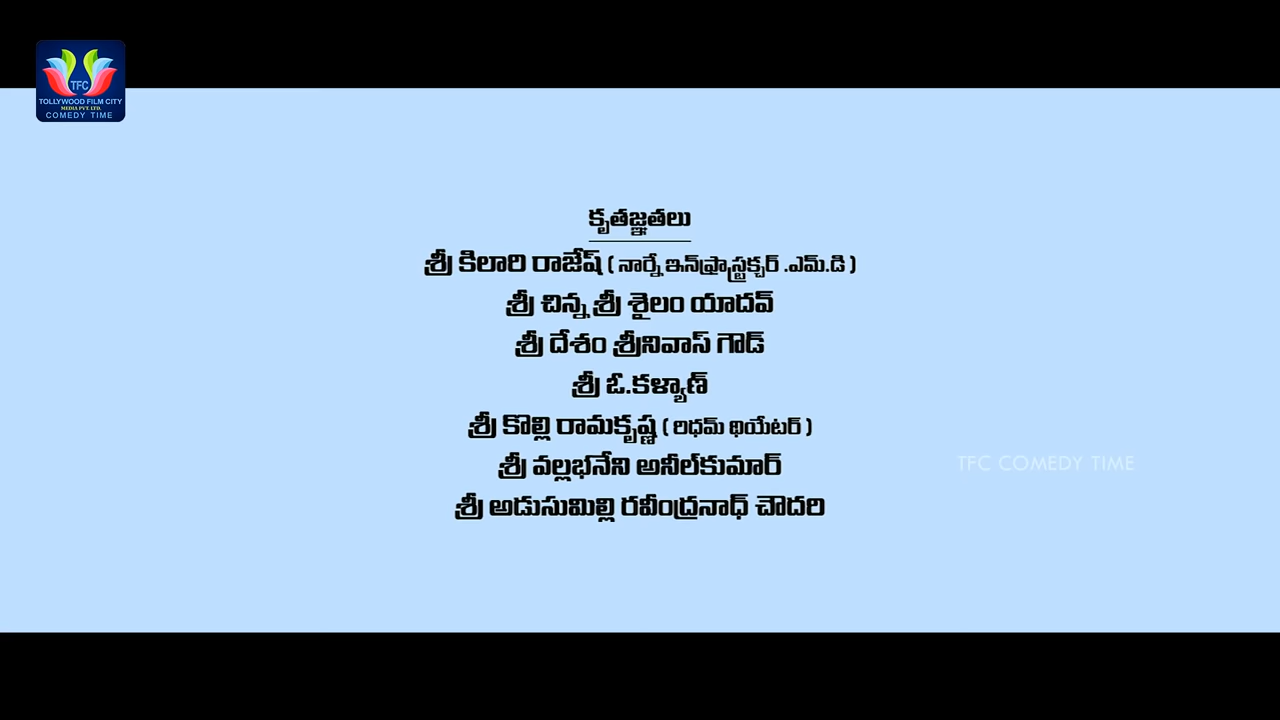 TFC
TOLLYWOOD FILM CITY
MEDIA PVT. LTD.
COMEDY TIME
కృతజ్ఞతలు
శ్రీ కిలారి రాజేష్ ( నార్నే ఇన్‌ఫ్రాస్ట్రక్చర్ .ఎమ్.డి )
శ్రీ చిన్న శ్రీ శైలం యాదవ్
శ్రీ దేశం శ్రీనివాస్ గౌడ్
శ్రీ ఓ.కళ్యాణ్
శ్రీ కొల్లి రామకృష్ణ ( రిధమ్ థియేటర్ )
శ్రీ వల్లభనేని అనీల్‌కుమార్
TFC COMEDY TIME
శ్రీ అడుసుమిల్లి రవీంద్రనాధ్ చౌదరి